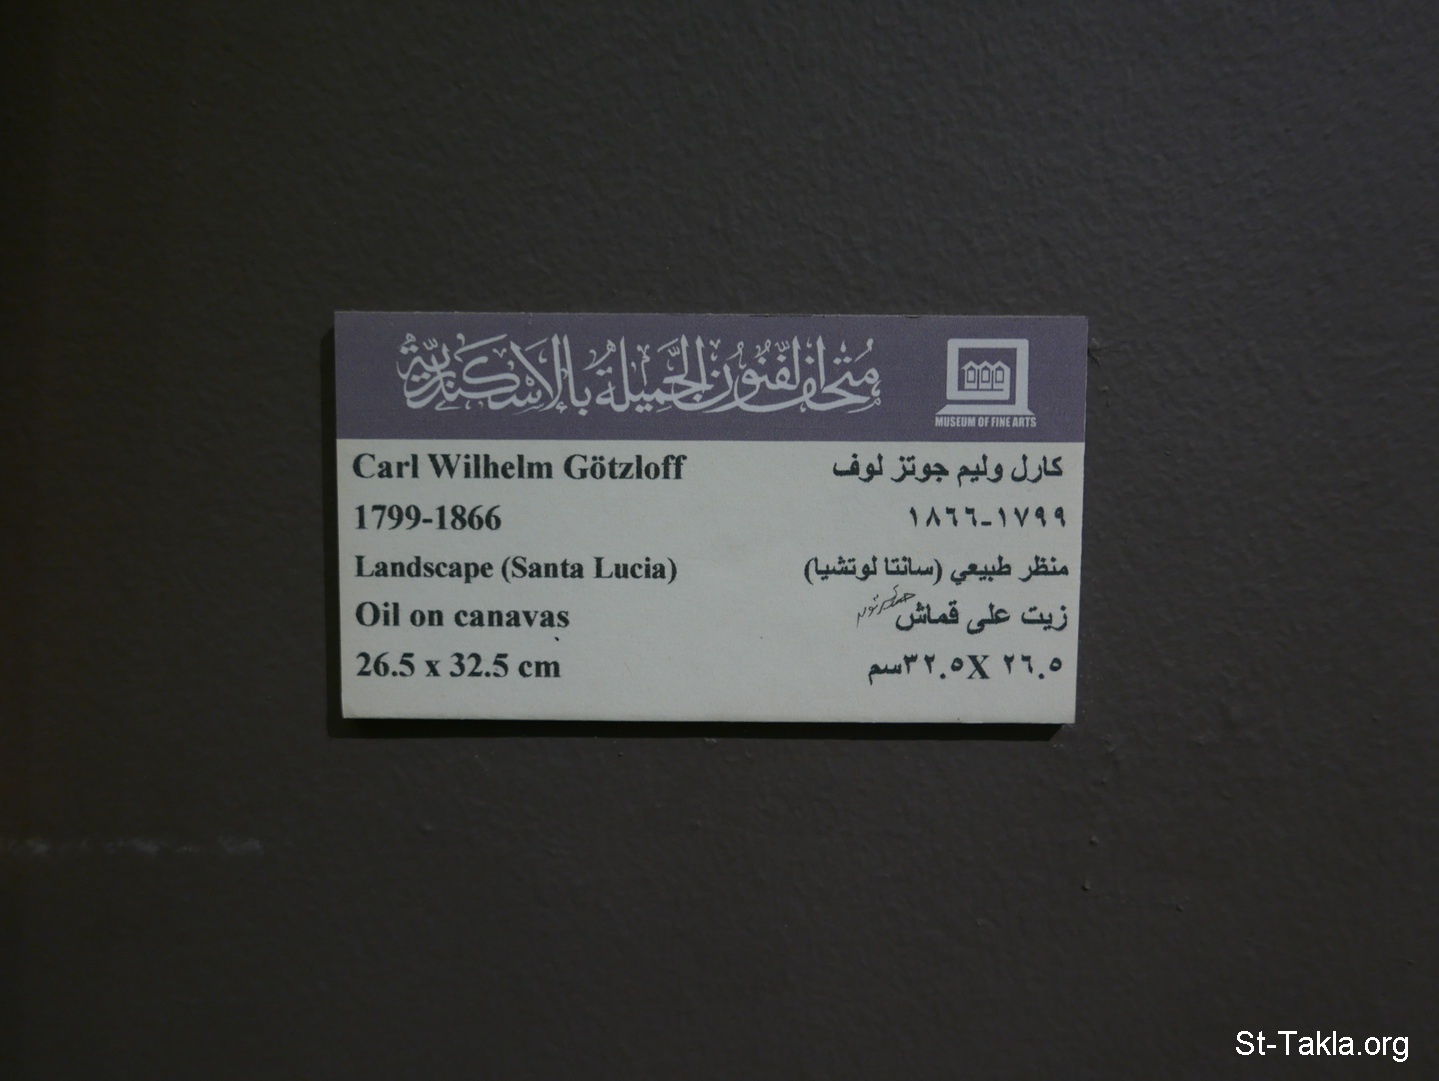 متحف الفنون الجميلة بالإسكندرية
MUSEUM OF FINE ARTS
Carl Wilhelm Götzloff
كارل وليم جوتز لوف
1799-1866
١٧٩٩-١٨٦٦
Landscape (Santa Lucia)
منظر طبيعي (سانتا لوتشيا)
Oil on canavas
زيت على قماش
26.5 x 32.5 cm
٢٦.٥ X ٣٢.٥سم
St-Takla.org